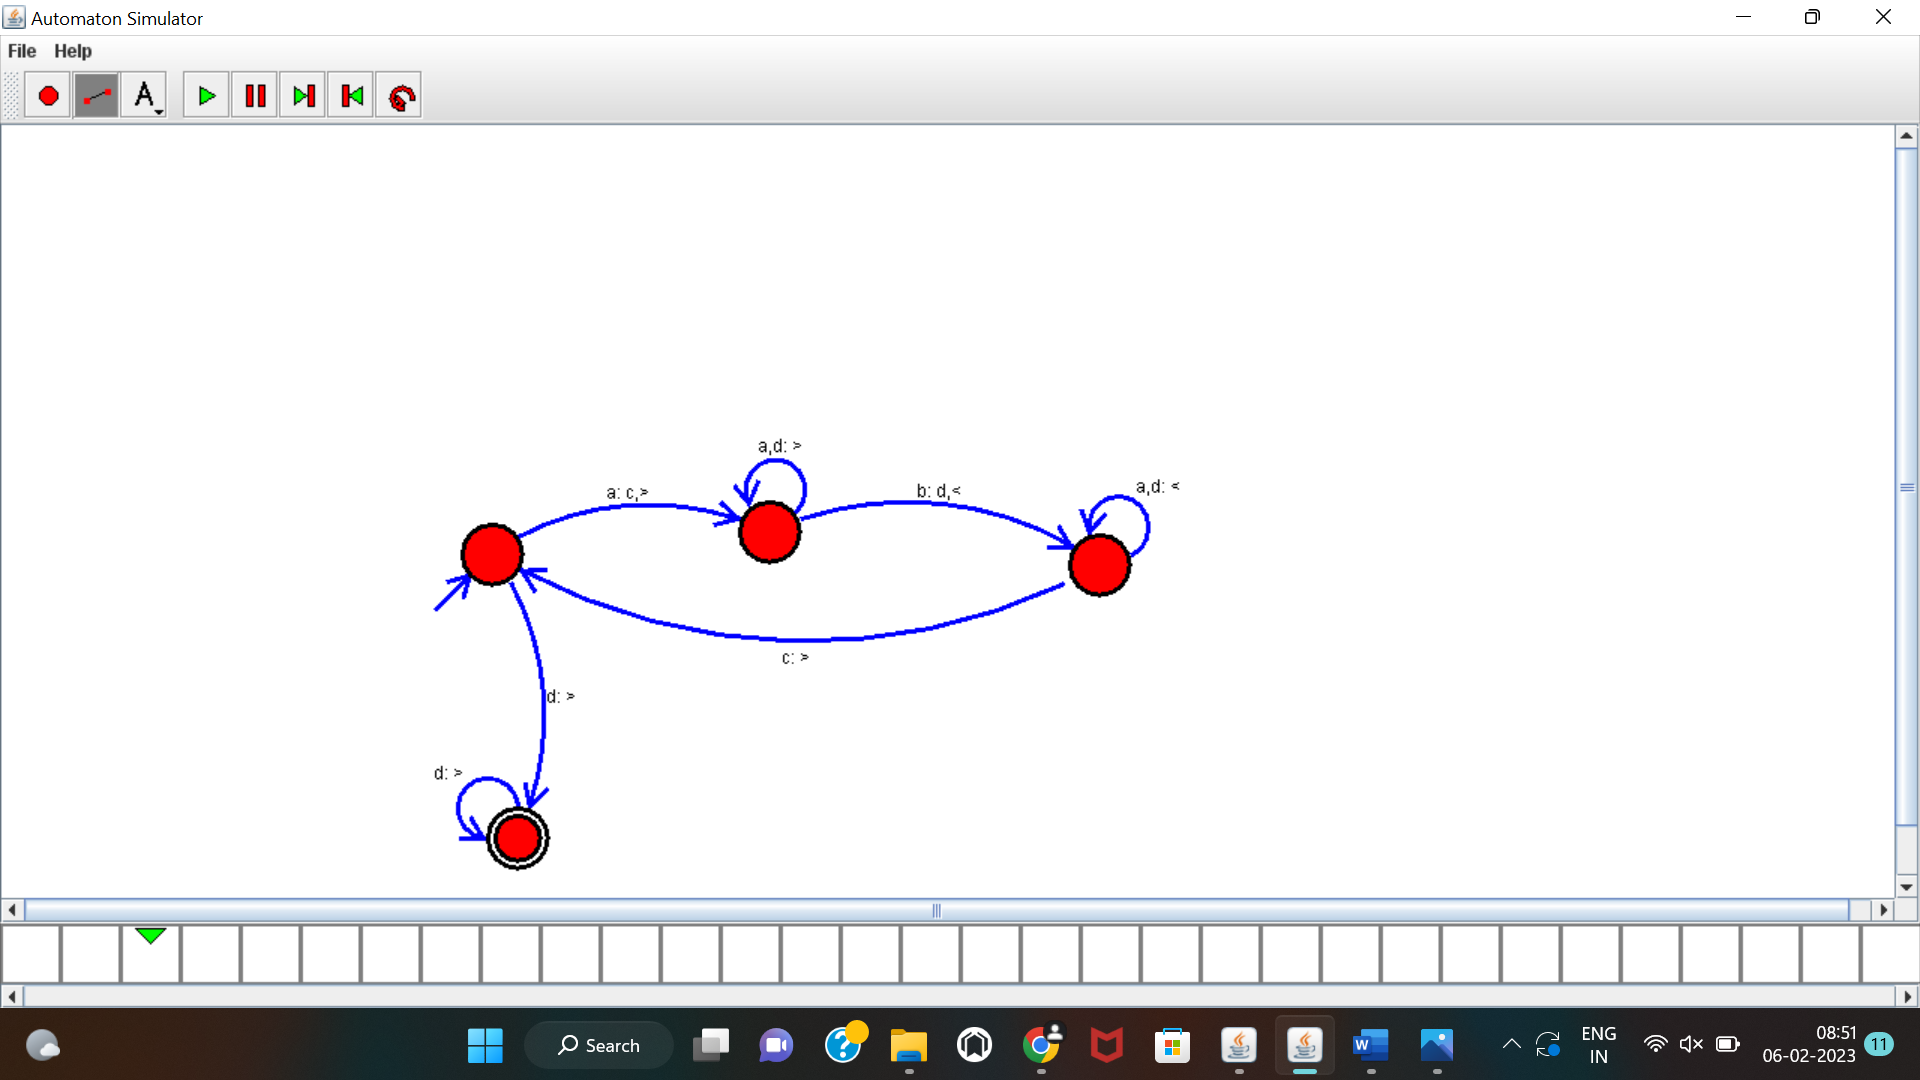 Automaton Simulator
File Help
A
a,d: >
a: c,>
b: d,<
a,d: <
c: >
d: >
d: >
Search
ENG
IN
08:51
06-02-2023
11